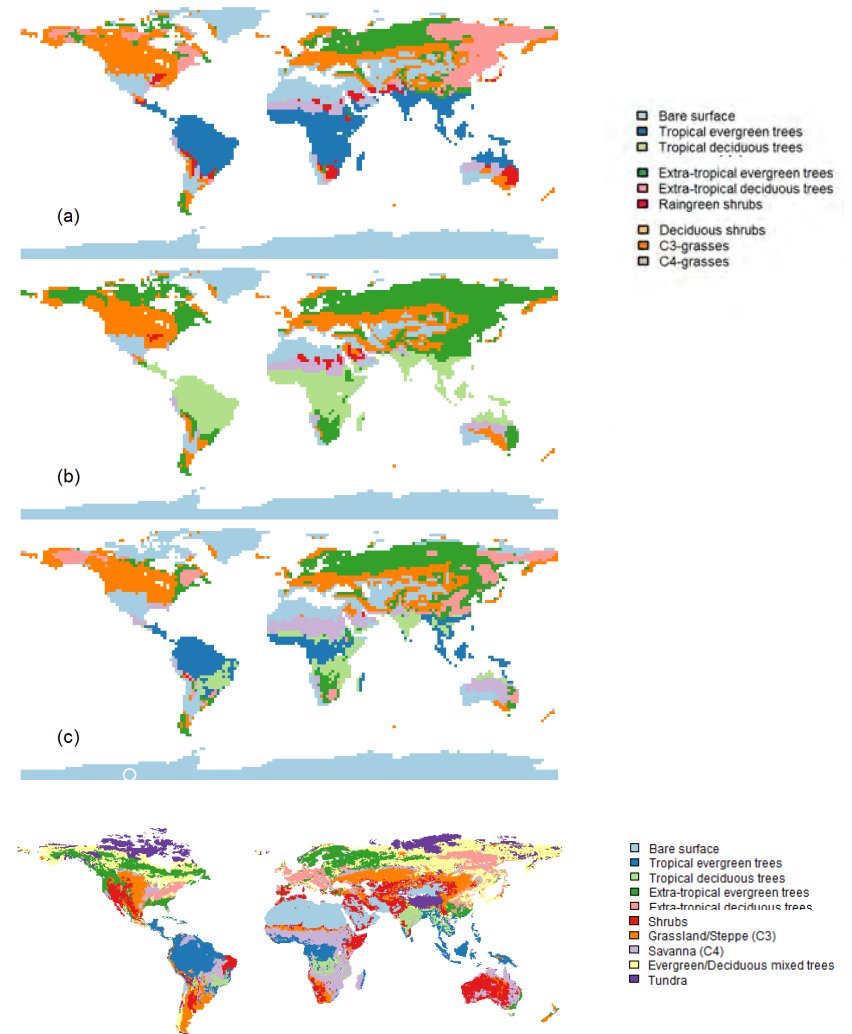 Bare surface
Tropical evergreen trees
Tropical deciduous trees
Extra-tropical evergreen trees
Extra-tropical deciduous trees
Raingreen shrubs
Deciduous shrubs
C3-grasses
C4-grasses
(a)
(b)
(c)
Bare surface
Tropical evergreen trees
Tropical deciduous trees
Extra-tropical evergreen trees
Extra-tropical deciduous trees
Shrubs
Grassland/Steppe (C3)
Savanna (C4)
Evergreen/Deciduous mixed trees
Tundra